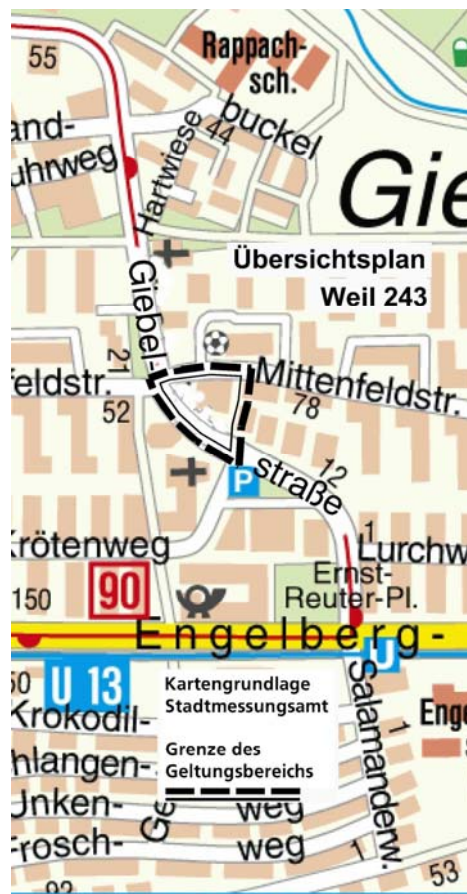 55
Rappach-
sch.
and-
uhrweg
Hartwiese
44
buckel
Gie
Übersichtsplan
Weil 243
Giebel-
21
feldstr.
52
Mittenfeldstr.
78
P
straße
12
1
Krötenweg
Lurchw
150
90
Ernst-
Reuter-Pl.
Engelberg-
U
50
U 13
Kartengrundlage
Stadtmessungsamt
Grenze des
Geltungsbereichs
Krokodil-
hlangen-
Unken-
weg
Frosch-
weg
Ge
Salamanderw.
1
1
Enge
53